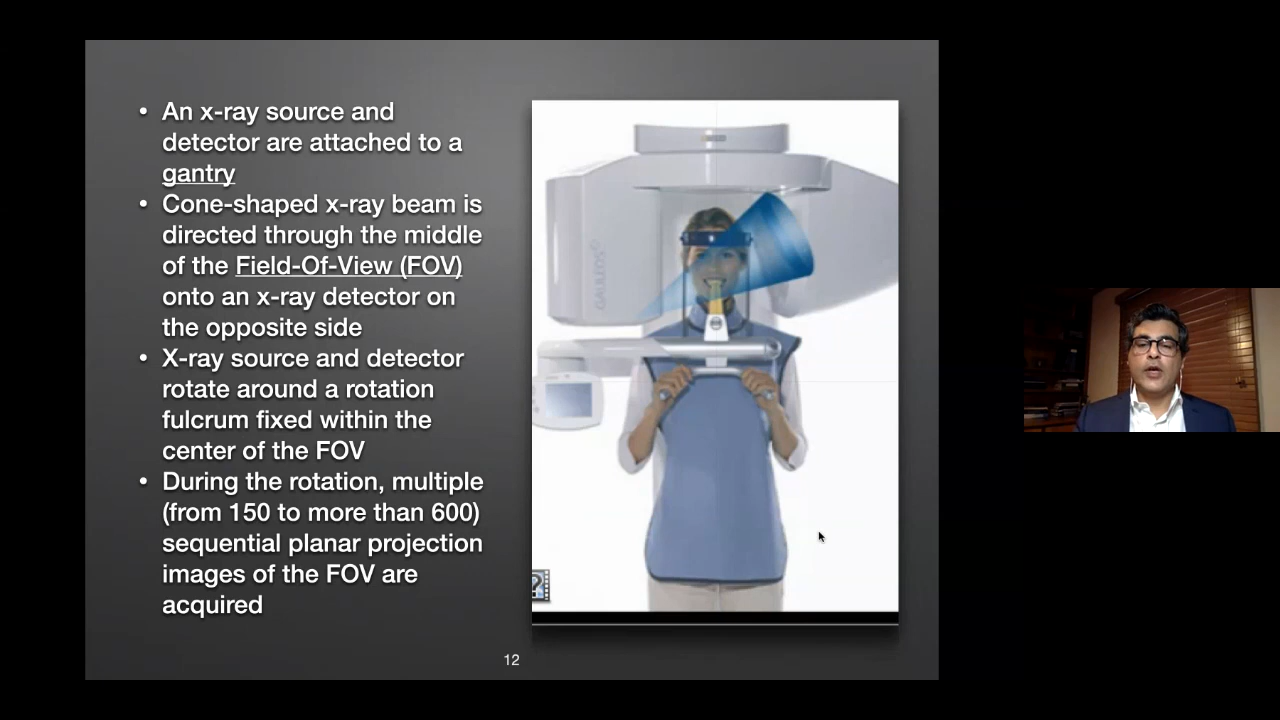 • An x-ray source and
detector are attached to a
gantry
• Cone-shaped x-ray beam is
directed through the middle
of the Field-Of-View (FOV)
onto an x-ray detector on
the opposite side
• X-ray source and detector
rotate around a rotation
fulcrum fixed within the
center of the FOV
• During the rotation, multiple
(from 150 to more than 600)
sequential planar projection
images of the FOV are
acquired
GALILEOS
?
12